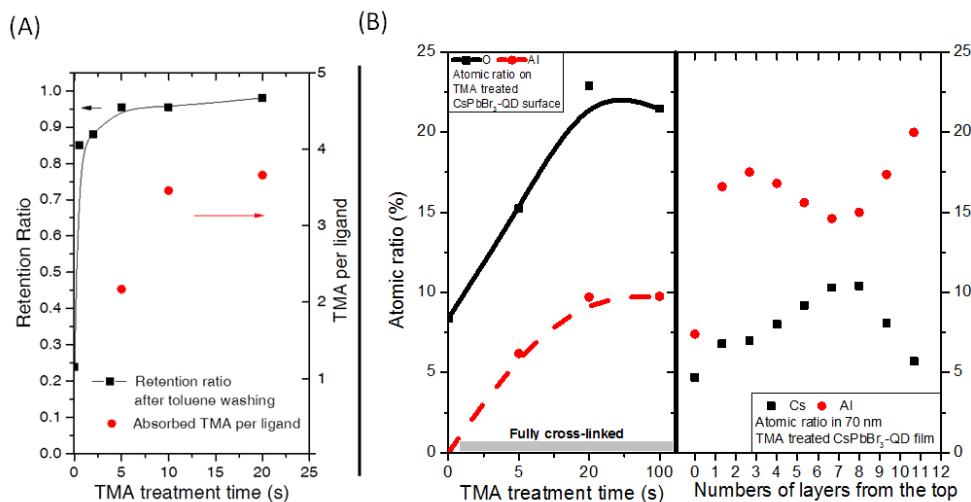 (A)
(B)
1.0
0.9
0.8
0.7
0.6
0.5
0.4
0.3
0.2
0.1
0.0
Retention Ratio
5
4
3
2
1
TMA per ligand
Retention ratio
after toluene washing
Absorbed TMA per ligand
0 5 10 15 20 25
TMA treatment time (s)
25
20
15
10
5
0
Atomic ratio (%)
O Al
Atomic ratio on
TMA treated
CsPbBr3-QD surface
Fully cross-linked
0 5 20 100
TMA treatment time (s)
Cs Al
Atomic ratio in 70 nm
TMA treated CsPbBr3-QD film
25
20
15
10
5
0
0 1 2 3 4 5 6 7 8 9 10 11 12
Numbers of layers from the top